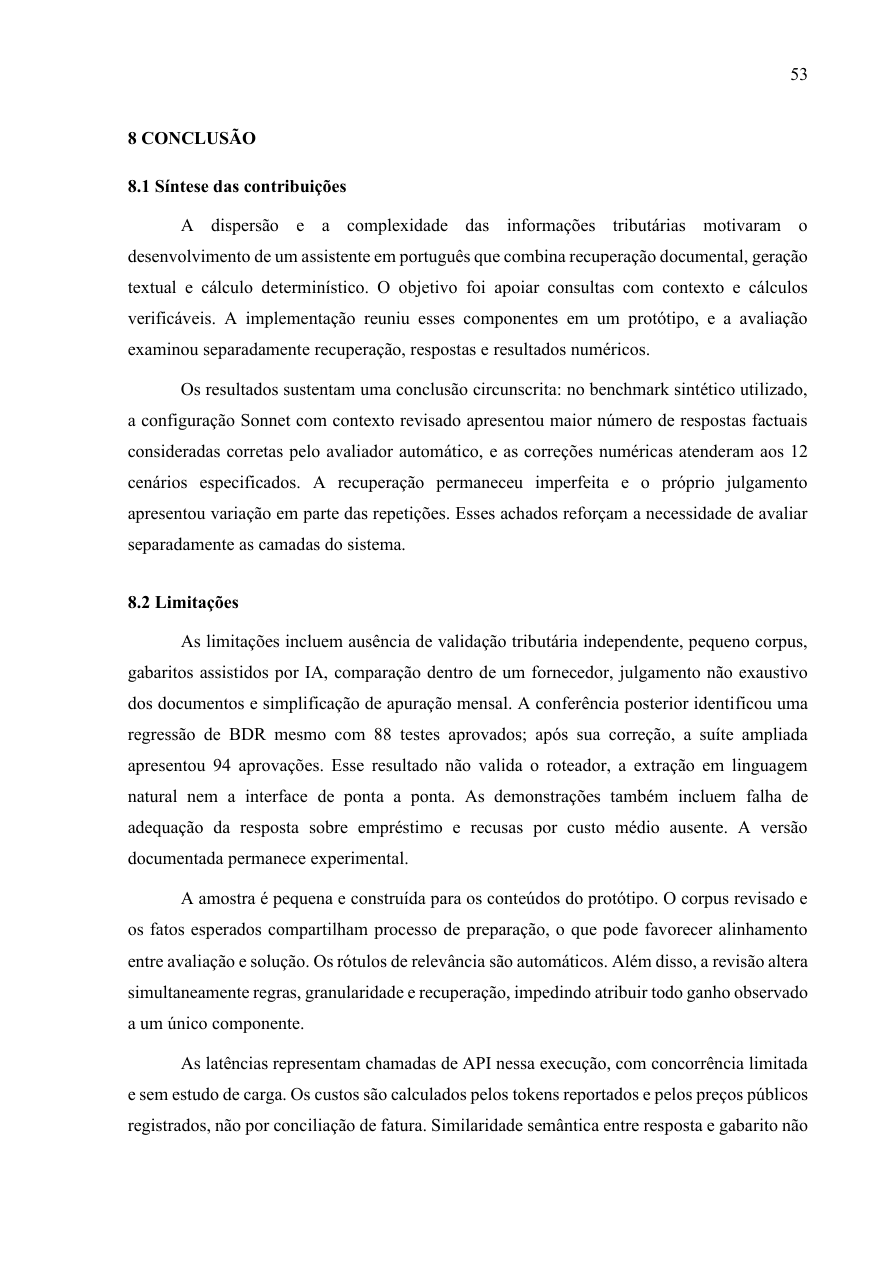 53
8 CONCLUSÃO
8.1 Síntese das contribuições
A dispersão e a complexidade das informações tributárias motivaram o
desenvolvimento de um assistente em português que combina recuperação documental, geração
textual e cálculo determinístico. O objetivo foi apoiar consultas com contexto e cálculos
verificáveis. A implementação reuniu esses componentes em um protótipo, e a avaliação
examinou separadamente recuperação, respostas e resultados numéricos.
Os resultados sustentam uma conclusão circunscrita: no benchmark sintético utilizado,
a configuração Sonnet com contexto revisado apresentou maior número de respostas factuais
consideradas corretas pelo avaliador automático, e as correções numéricas atenderam aos 12
cenários especificados. A recuperação permaneceu imperfeita e o próprio julgamento
apresentou variação em parte das repetições. Esses achados reforçam a necessidade de avaliar
separadamente as camadas do sistema.
8.2 Limitações
As limitações incluem ausência de validação tributária independente, pequeno corpus,
gabaritos assistidos por IA, comparação dentro de um fornecedor, julgamento não exaustivo
dos documentos e simplificação de apuração mensal. A conferência posterior identificou uma
regressão de BDR mesmo com 88 testes aprovados; após sua correção, a suíte ampliada
apresentou 94 aprovações. Esse resultado não valida o roteador, a extração em linguagem
natural nem a interface de ponta a ponta. As demonstrações também incluem falha de
adequação da resposta sobre empréstimo e recusas por custo médio ausente. A versão
documentada permanece experimental.
A amostra é pequena e construída para os conteúdos do protótipo. O corpus revisado e
os fatos esperados compartilham processo de preparação, o que pode favorecer alinhamento
entre avaliação e solução. Os rótulos de relevância são automáticos. Além disso, a revisão altera
simultaneamente regras, granularidade e recuperação, impedindo atribuir todo ganho observado
a um único componente.
As latências representam chamadas de API nessa execução, com concorrência limitada
e sem estudo de carga. Os custos são calculados pelos tokens reportados e pelos preços públicos
registrados, não por conciliação de fatura. Similaridade semântica entre resposta e gabarito não